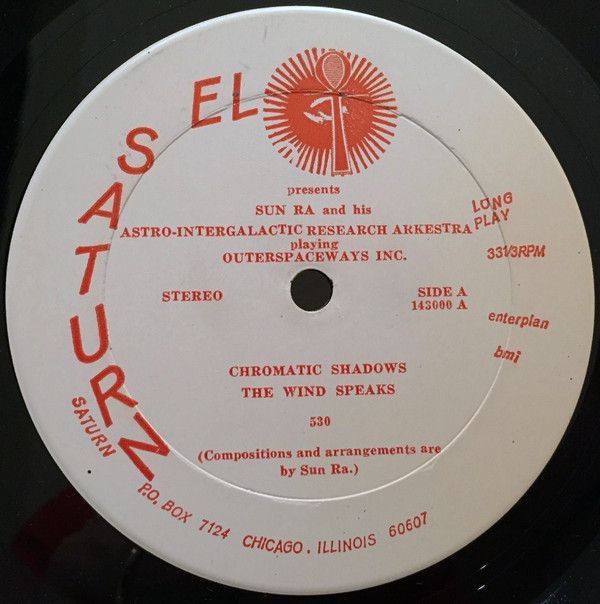 EL
SATURN
presents
SUN RA and his
ASTRO-INTERGALACTIC RESEARCH ARKESTRA
playing
OUTERSPACEWAYS INC.
STEREO
SIDE A
143000 A
LONG
PLAY
33 1/3 RPM
enterplan
bmi
CHROMATIC SHADOWS
THE WIND SPEAKS
530
(Compositions and arrangements are
by Sun Ra.)
SATURN
P.O. BOX 7124 CHICAGO, ILLINOIS 60607